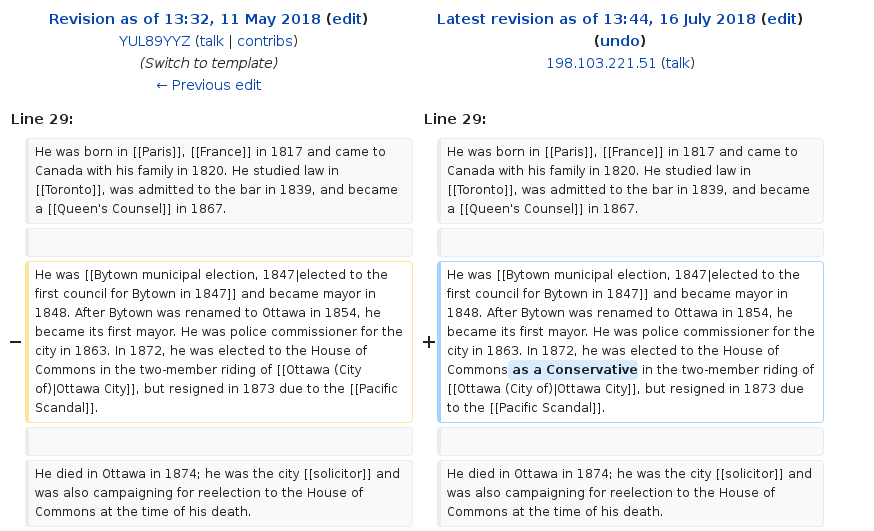 Revision as of 13:32, 11 May 2018 (edit)
YUL89YYZ (talk | contribs)
(Switch to template)
← Previous edit
Latest revision as of 13:44, 16 July 2018 (edit)
(undo)
198.103.221.51 (talk)
Line 29:
Line 29:
He was born in [[Paris]], [[France]] in 1817 and came to
Canada with his family in 1820. He studied law in
[[Toronto]], was admitted to the bar in 1839, and became
a [[Queen's Counsel]] in 1867.
He was born in [[Paris]], [[France]] in 1817 and came to
Canada with his family in 1820. He studied law in
[[Toronto]], was admitted to the bar in 1839, and became
a [[Queen's Counsel]] in 1867.
−
He was [[Bytown municipal election, 1847|elected to the
first council for Bytown in 1847]] and became mayor in
1848. After Bytown was renamed to Ottawa in 1854, he
became its first mayor. He was police commissioner for the
city in 1863. In 1872, he was elected to the House of
Commons in the two-member riding of [[Ottawa (City
of)|Ottawa City]], but resigned in 1873 due to the [[Pacific
Scandal]].
+
He was [[Bytown municipal election, 1847|elected to the
first council for Bytown in 1847]] and became mayor in
1848. After Bytown was renamed to Ottawa in 1854, he
became its first mayor. He was police commissioner for the
city in 1863. In 1872, he was elected to the House of
Commons as a Conservative in the two-member riding of
[[Ottawa (City of)|Ottawa City]], but resigned in 1873 due
to the [[Pacific Scandal]].
He died in Ottawa in 1874; he was the city [[solicitor]] and
was also campaigning for reelection to the House of
Commons at the time of his death.
He died in Ottawa in 1874; he was the city [[solicitor]] and
was also campaigning for reelection to the House of
Commons at the time of his death.